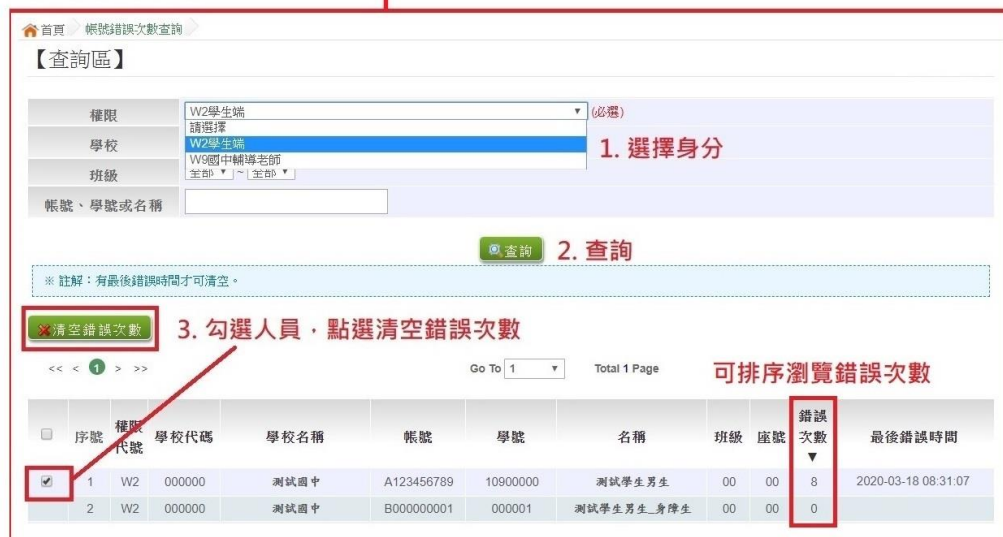 首頁 帳號錯誤次數查詢
【查詢區】
權限 W2學生端 ▼ (必選)
請選擇
學校 W2學生端 1. 選擇身分
W9國中輔導老師
班級 全部 ▼ ~ 全部 ▼
帳號、學號或名稱
查詢 2. 查詢
※ 註解：有最後錯誤時間才可清空。
清空錯誤次數 3. 勾選人員，點選清空錯誤次數
<< < 1 > >> Go To 1 ▼ Total 1 Page 可排序瀏覽錯誤次數
序號 權限代號 學校代碼 學校名稱 帳號 學號 名稱 班級 座號 錯誤次數 ▼ 最後錯誤時間
1 W2 000000 測試國中 A123456789 10900000 測試學生男生 00 00 8 2020-03-18 08:31:07
2 W2 000000 測試國中 B000000001 000001 測試學生男生_身障生 00 00 0